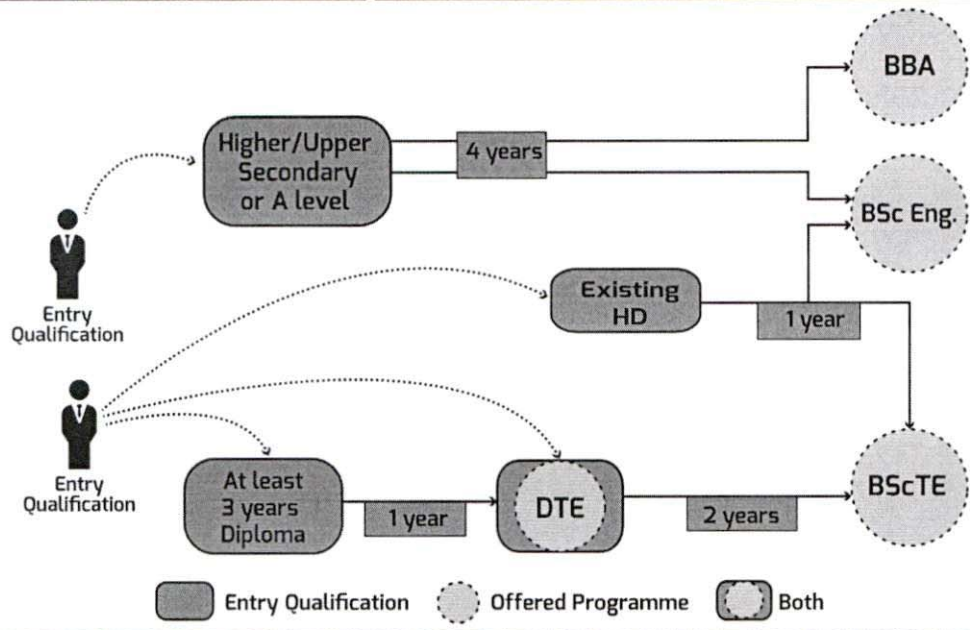 BBA
Higher/Upper
Secondary
or A level
4 years
BSc Eng.
Entry
Qualification
Existing
HD
1 year
Entry
Qualification
At least
3 years
Diploma
1 year
DTE
2 years
BScTE
Entry Qualification
Offered Programme
Both